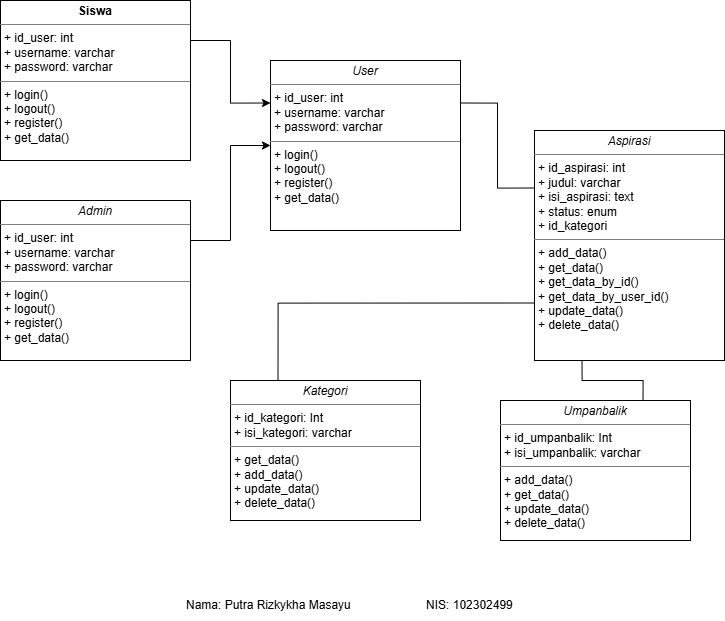 Siswa
+ id_user: int
+ username: varchar
+ password: varchar
+ login()
+ logout()
+ register()
+ get_data()
User
+ id_user: int
+ username: varchar
+ password: varchar
+ login()
+ logout()
+ register()
+ get_data()
Aspirasi
+ id_aspirasi: int
+ judul: varchar
+ isi_aspirasi: text
+ status: enum
+ id_kategori
+ add_data()
+ get_data()
+ get_data_by_id()
+ get_data_by_user_id()
+ update_data()
+ delete_data()
Admin
+ id_user: int
+ username: varchar
+ password: varchar
+ login()
+ logout()
+ register()
+ get_data()
Kategori
+ id_kategori: Int
+ isi_kategori: varchar
+ get_data()
+ add_data()
+ update_data()
+ delete_data()
Umpanbalik
+ id_umpanbalik: Int
+ isi_umpanbalik: varchar
+ add_data()
+ get_data()
+ update_data()
+ delete_data()
Nama: Putra Rizkykha Masayu
NIS: 102302499